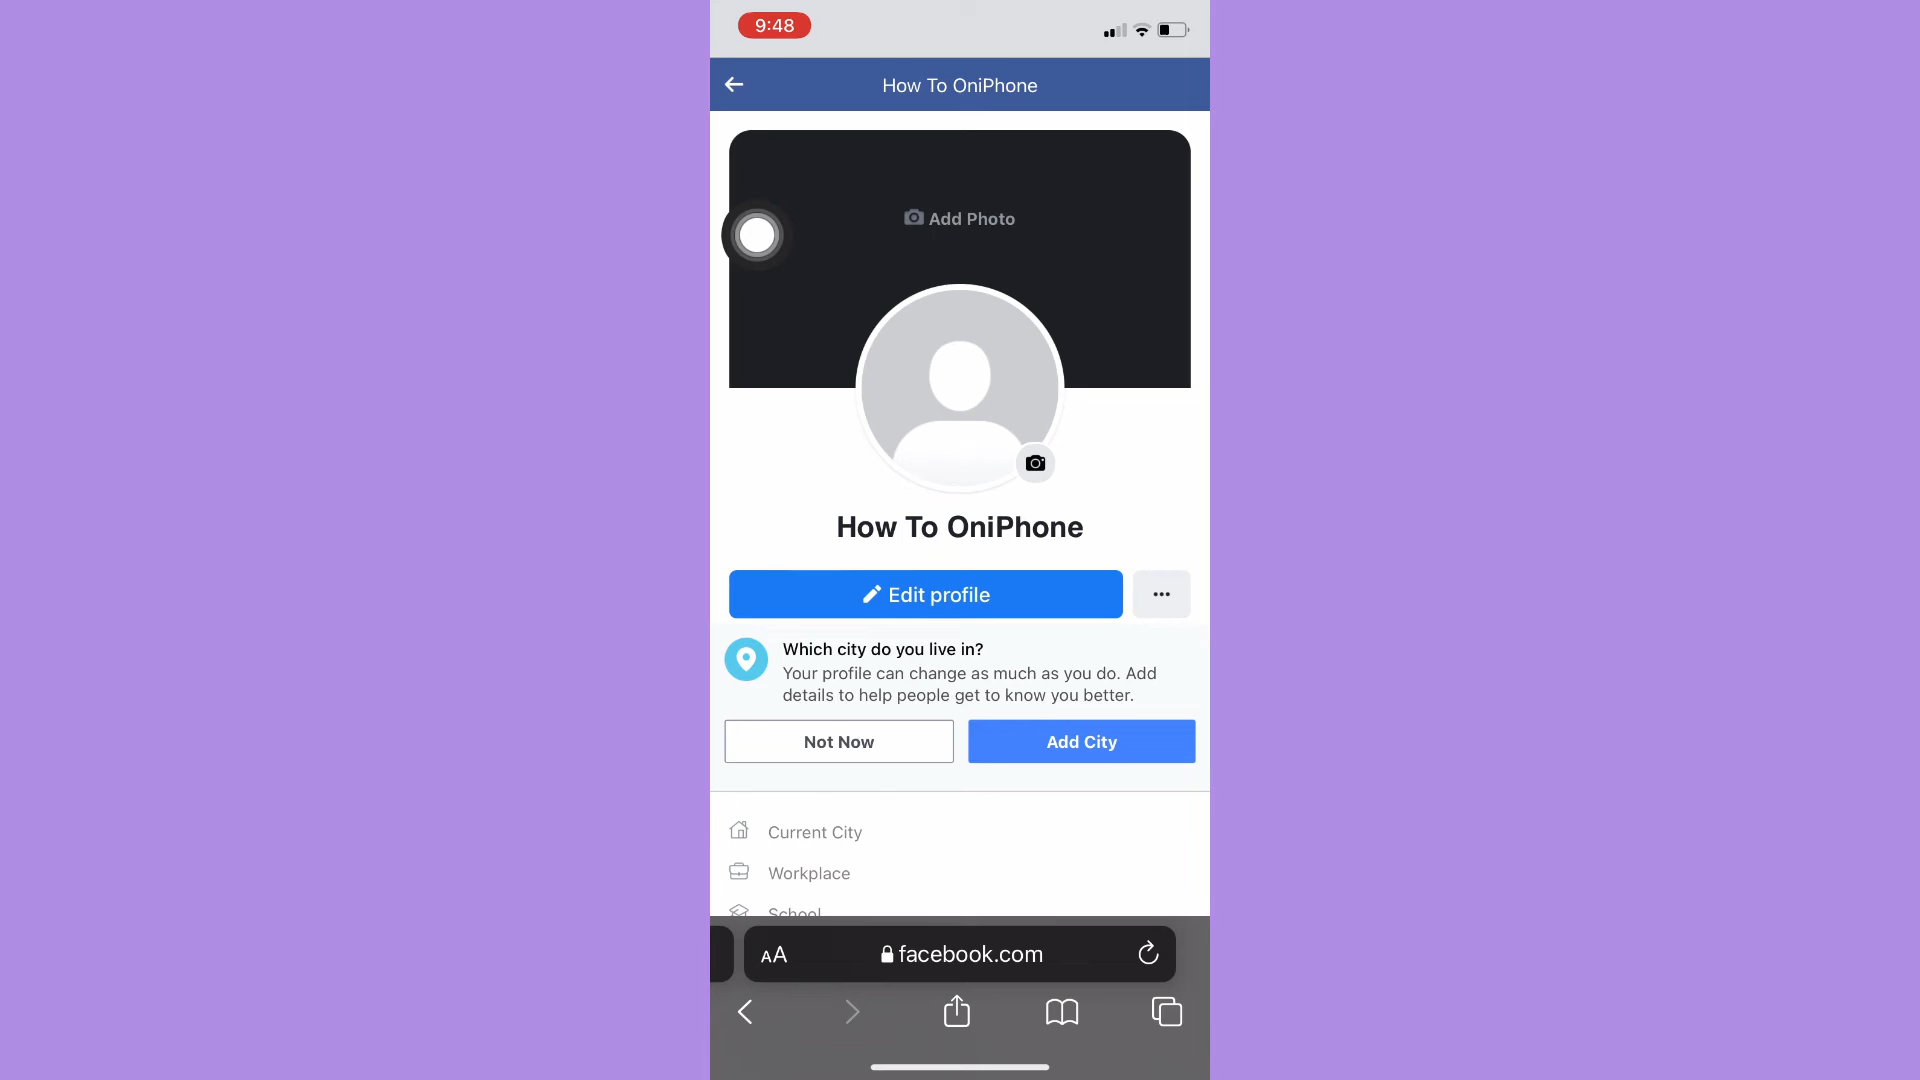 9:48
How To OniPhone
Add Photo
How To OniPhone
Edit profile
Which city do you live in?
Your profile can change as much as you do. Add
details to help people get to know you better.
Not Now
Add City
Current City
Workplace
School
AA
facebook.com